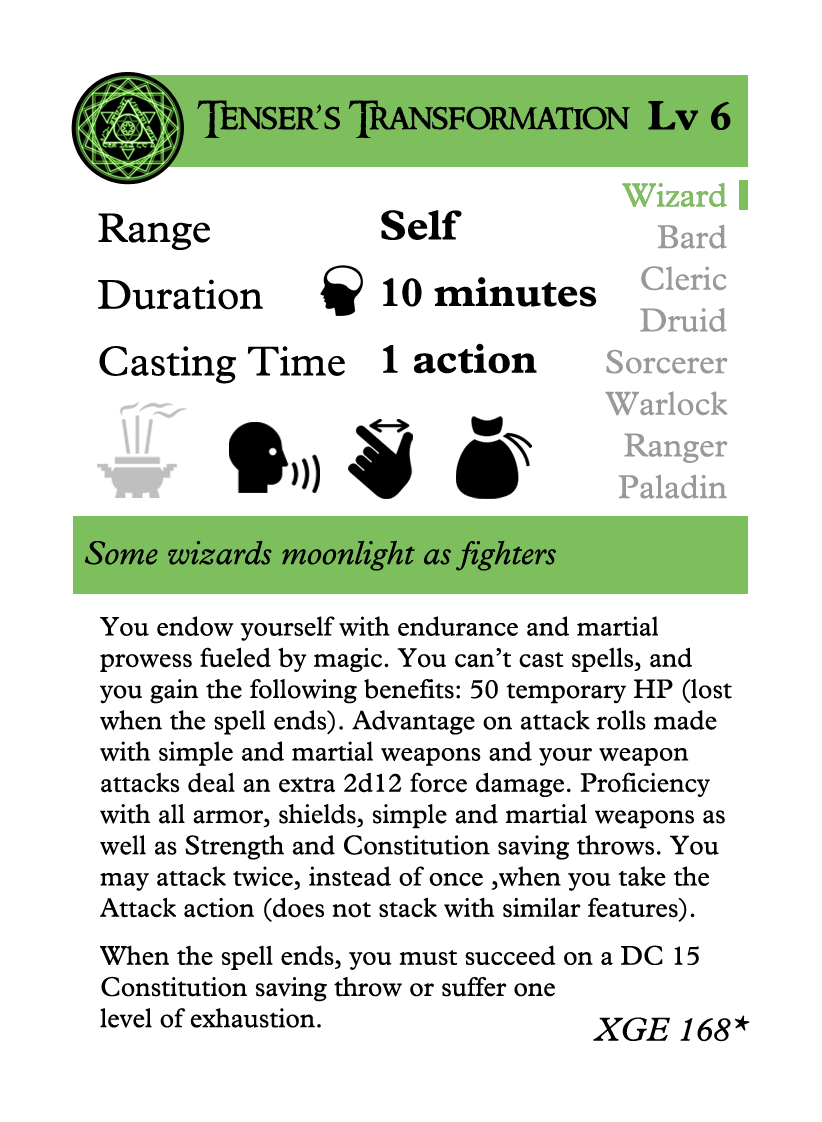 Tenser's Transformation Lv 6
Wizard
Bard
Cleric
Druid
Sorcerer
Warlock
Ranger
Paladin
Range Self
Duration 10 minutes
Casting Time 1 action
Some wizards moonlight as fighters
You endow yourself with endurance and martial
prowess fueled by magic. You can't cast spells, and
you gain the following benefits: 50 temporary HP (lost
when the spell ends). Advantage on attack rolls made
with simple and martial weapons and your weapon
attacks deal an extra 2d12 force damage. Proficiency
with all armor, shields, simple and martial weapons as
well as Strength and Constitution saving throws. You
may attack twice, instead of once ,when you take the
Attack action (does not stack with similar features).
When the spell ends, you must succeed on a DC 15
Constitution saving throw or suffer one
level of exhaustion.
XGE 168*